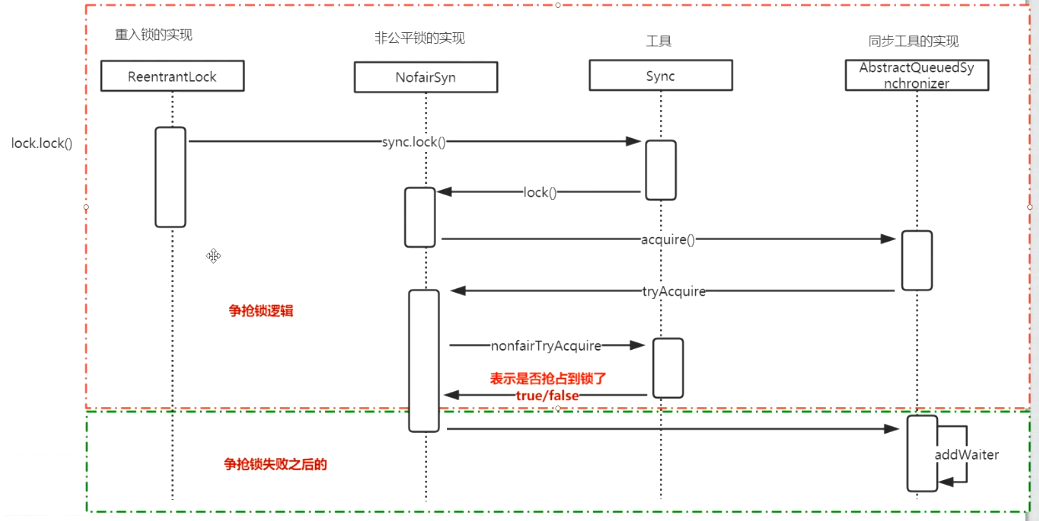 重入锁的实现
非公平锁的实现
工具
同步工具的实现
ReentrantLock
NofairSyn
Sync
AbstractQueuedSy
nchronizer
lock.lock()
sync.lock()
lock()
acquire()
tryAcquire
争抢锁逻辑
nonfairTryAcquire
表示是否抢占到锁了
true/false
addWaiter
争抢锁失败之后的